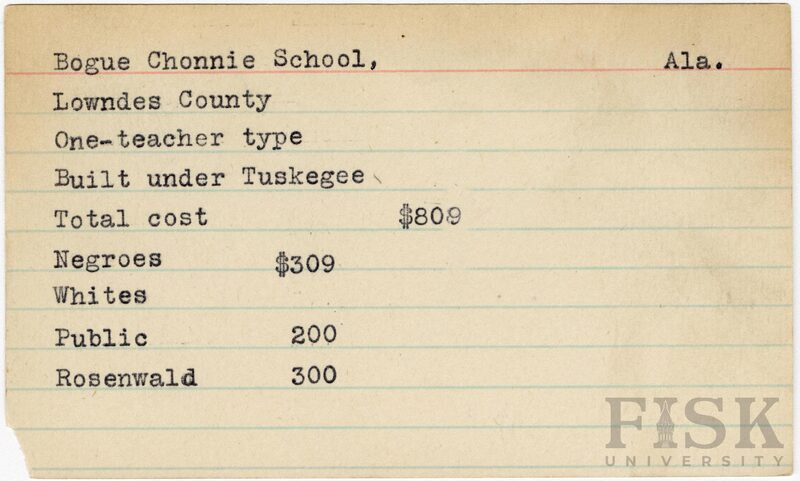 Bogue Chonnie School, Ala.
Lowndes County
One-teacher type
Built under Tuskegee
Total cost $809
Negroes $309
Whites
Public 200
Rosenwald 300
FISK
UNIVERSITY